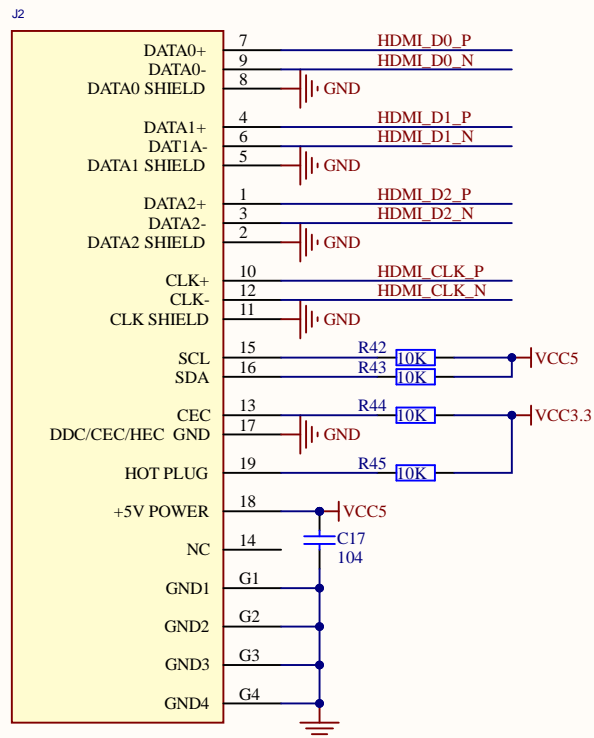 J2
DATA0+ 7 HDMI_D0_P
DATA0- 9 HDMI_D0_N
DATA0 SHIELD 8 GND
DATA1+ 4 HDMI_D1_P
DAT1A- 6 HDMI_D1_N
DATA1 SHIELD 5 GND
DATA2+ 1 HDMI_D2_P
DATA2- 3 HDMI_D2_N
DATA2 SHIELD 2 GND
CLK+ 10 HDMI_CLK_P
CLK- 12 HDMI_CLK_N
CLK SHIELD 11 GND
SCL 15 R42 10K VCC5
SDA 16 R43 10K
CEC 13 R44 10K VCC3.3
DDC/CEC/HEC GND 17 GND
HOT PLUG 19 R45 10K
+5V POWER 18 VCC5
C17
NC 14 104
GND1 G1
GND2 G2
GND3 G3
GND4 G4